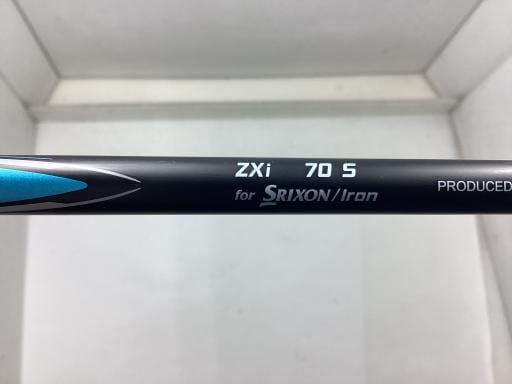 ZXi 70 S
for SRIXON/Iron
PRODUCED